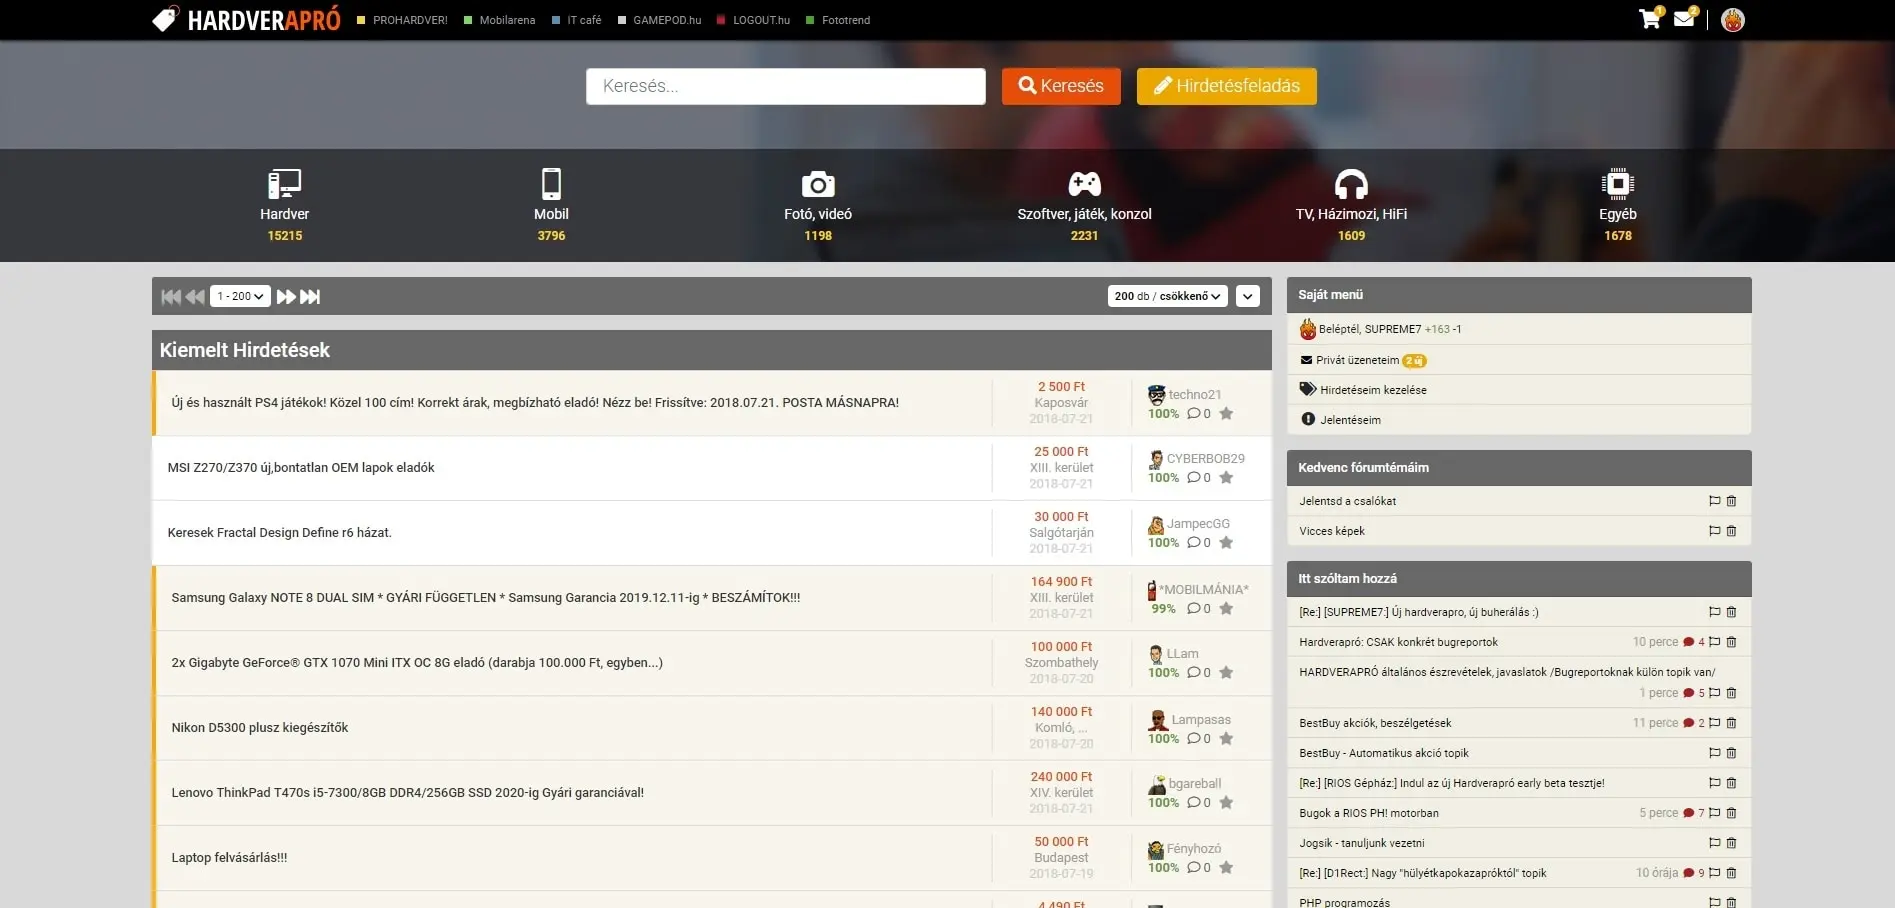 HARDVERAPRÓ
PROHARDVER!
Mobilarena
IT café
GAMEPOD.hu
LOGOUT.hu
Fototrend
1
2
Keresés...
Keresés
Hirdetésfeladás
Hardver
15215
Mobil
3796
Fotó, videó
1198
Szoftver, játék, konzol
2231
TV, Házimozi, HiFi
1609
Egyéb
1678
1 - 200
200 db / csökkenő
Kiemelt Hirdetések
Új és használt PS4 játékok! Közel 100 cím! Korrekt árak, megbízható eladó! Nézz be! Frissítve: 2018.07.21. POSTA MÁSNAPRA!
2 500 Ft
Kaposvár
2018-07-21
techno21
100% 0
MSI Z270/Z370 új,bontatlan OEM lapok eladók
25 000 Ft
XIII. kerület
2018-07-21
CYBERBOB29
100% 0
Keresek Fractal Design Define r6 házat.
30 000 Ft
Salgótarján
2018-07-21
JampecGG
100% 0
Samsung Galaxy NOTE 8 DUAL SIM * GYÁRI FÜGGETLEN * Samsung Garancia 2019.12.11-ig * BESZÁMÍTOK!!!
164 900 Ft
XIII. kerület
2018-07-21
*MOBILMÁNIA*
99% 0
2x Gigabyte GeForce® GTX 1070 Mini ITX OC 8G eladó (darabja 100.000 Ft, egyben...)
100 000 Ft
Szombathely
2018-07-20
LLam
100% 0
Nikon D5300 plusz kiegészítők
140 000 Ft
Komló, ...
2018-07-20
Lampasas
100% 0
Lenovo ThinkPad T470s i5-7300/8GB DDR4/256GB SSD 2020-ig Gyári garanciával!
240 000 Ft
XIV. kerület
2018-07-21
bgareball
100% 0
Laptop felvásárlás!!!
50 000 Ft
Budapest
2018-07-19
Fényhozó
100% 0
4 490 Ft
Saját menü
Beléptél, SUPREME7 +163 -1
Privát üzeneteim 2 új
Hirdetéseim kezelése
Jelentéseim
Kedvenc fórumtémáim
Jelentsd a csalókat
Vicces képek
Itt szóltam hozzá
[Re:] [SUPREME7:] Új hardverapro, új buherálás :)
Hardverapró: CSAK konkrét bugreportok 10 perce 4
HARDVERAPRÓ általános észrevételek, javaslatok /Bugreportoknak külön topik van/
1 perce 5
BestBuy akciók, beszélgetések 11 perce 2
BestBuy - Automatikus akció topik
[Re:] [RIOS Gépház:] Indul az új Hardverapró early beta tesztje!
Bugok a RIOS PH! motorban 5 perce 7
Jogsik - tanuljunk vezetni
[Re:] [D1Rect:] Nagy "hülyétkapokazapróktól" topik 10 órája 9
PHP programozás